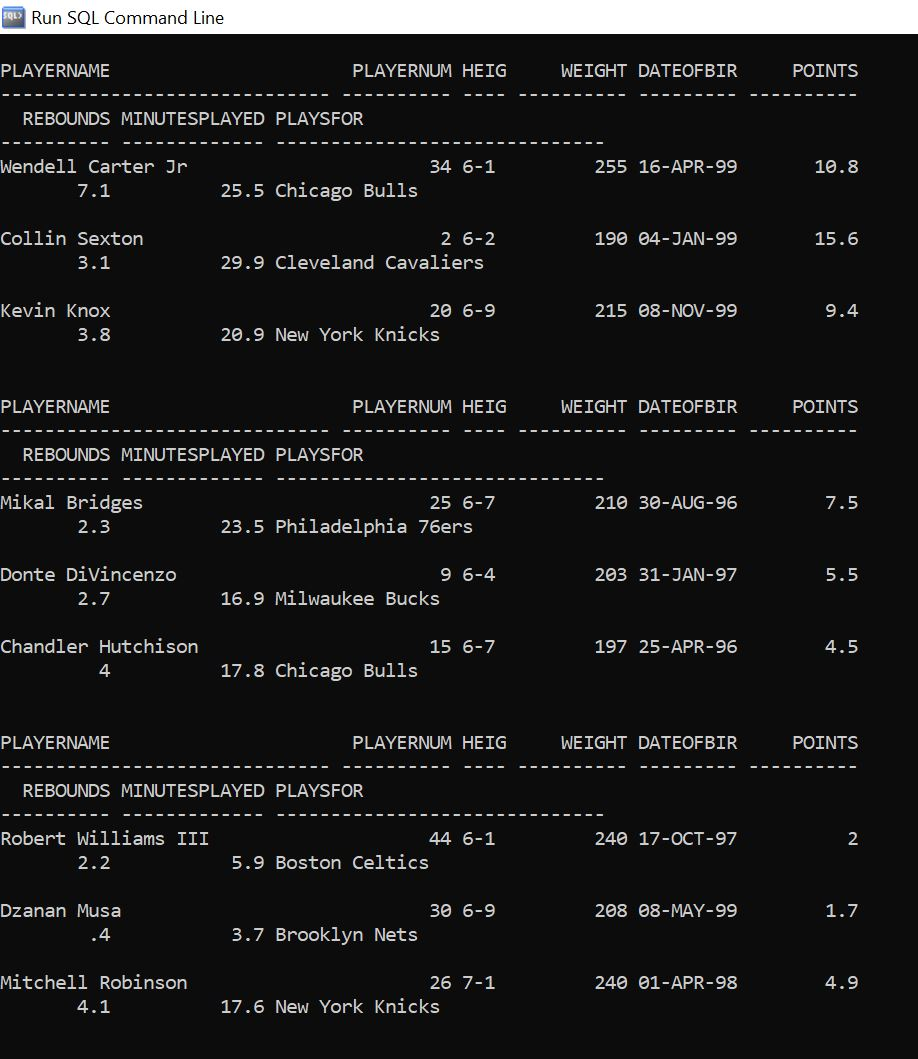 Run SQL Command Line
PLAYERNAME PLAYERNUM HEIG WEIGHT DATEOFBIR POINTS
------------------------------ ---------- ---- ---------- --------- ----------
REBOUNDS MINUTESPLAYED PLAYSFOR
---------- ------------- ------------------------------
Wendell Carter Jr 34 6-1 255 16-APR-99 10.8
7.1 25.5 Chicago Bulls
Collin Sexton 2 6-2 190 04-JAN-99 15.6
3.1 29.9 Cleveland Cavaliers
Kevin Knox 20 6-9 215 08-NOV-99 9.4
3.8 20.9 New York Knicks
PLAYERNAME PLAYERNUM HEIG WEIGHT DATEOFBIR POINTS
------------------------------ ---------- ---- ---------- --------- ----------
REBOUNDS MINUTESPLAYED PLAYSFOR
---------- ------------- ------------------------------
Mikal Bridges 25 6-7 210 30-AUG-96 7.5
2.3 23.5 Philadelphia 76ers
Donte DiVincenzo 9 6-4 203 31-JAN-97 5.5
2.7 16.9 Milwaukee Bucks
Chandler Hutchison 15 6-7 197 25-APR-96 4.5
4 17.8 Chicago Bulls
PLAYERNAME PLAYERNUM HEIG WEIGHT DATEOFBIR POINTS
------------------------------ ---------- ---- ---------- --------- ----------
REBOUNDS MINUTESPLAYED PLAYSFOR
---------- ------------- ------------------------------
Robert Williams III 44 6-1 240 17-OCT-97 2
2.2 5.9 Boston Celtics
Dzanan Musa 30 6-9 208 08-MAY-99 1.7
.4 3.7 Brooklyn Nets
Mitchell Robinson 26 7-1 240 01-APR-98 4.9
4.1 17.6 New York Knicks